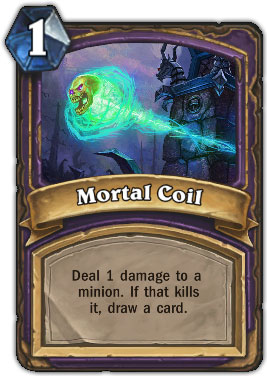 1
Mortal Coil
Deal 1 damage to a
minion. If that kills
it, draw a card.